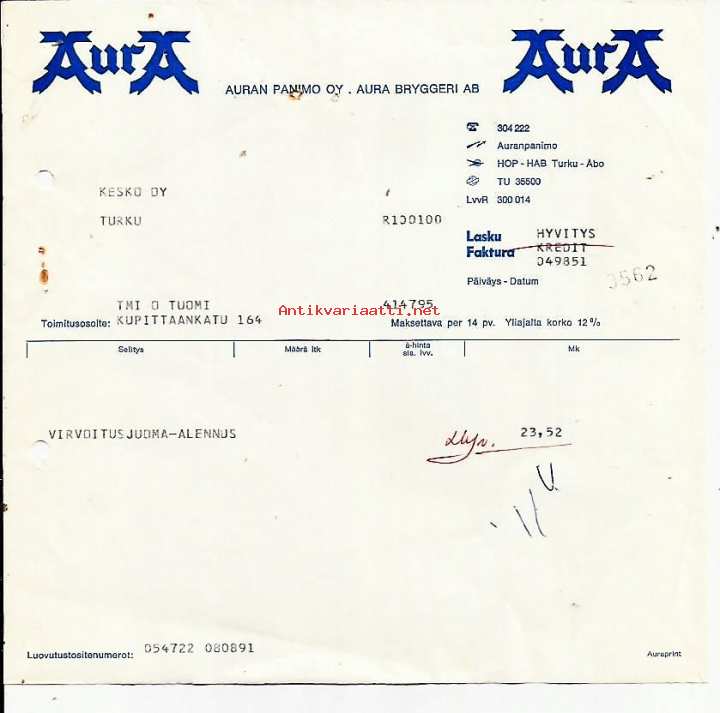 AurA AurA
AURAN PANIMO OY . AURA BRYGGERI AB
304 222
Auranpanimo
HOP - HAB Turku - Åbo
TU 35500
LvvR 300 014
KESKO OY
TURKU R100100
Lasku HYVITYS
Faktura KREDIT
049851
Päiväys - Datum
3562
TMI O TUOMI 414795
Antikvariaatti.net
Toimitusosoite: KUPITTAANKATU 164 Maksettava per 14 pv. Yliajalta korko 12 %
Selitys Määrä ltk à-hinta Mk
sis. lvv.
VIRVOITUSJUOMA-ALENNUS 23,52
Luovutustositenumerot: 054722 080891
Auraprint